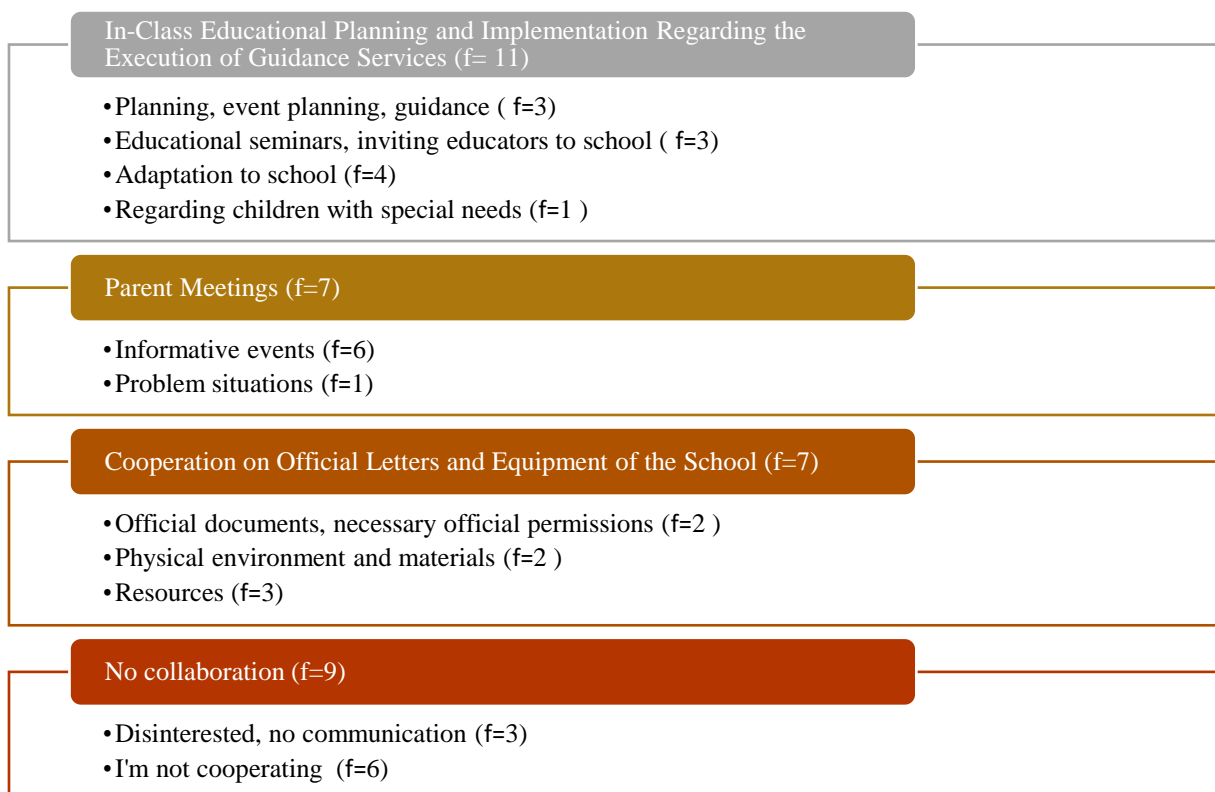 In-Class Educational Planning and Implementation Regarding the
Execution of Guidance Services (f= 11)
•Planning, event planning, guidance ( f=3)
•Educational seminars, inviting educators to school ( f=3)
•Adaptation to school (f=4)
•Regarding children with special needs (f=1 )
Parent Meetings (f=7)
•Informative events (f=6)
•Problem situations (f=1)
Cooperation on Official Letters and Equipment of the School (f=7)
•Official documents, necessary official permissions (f=2 )
•Physical environment and materials (f=2 )
•Resources (f=3)
No collaboration (f=9)
•Disinterested, no communication (f=3)
•I'm not cooperating  (f=6)